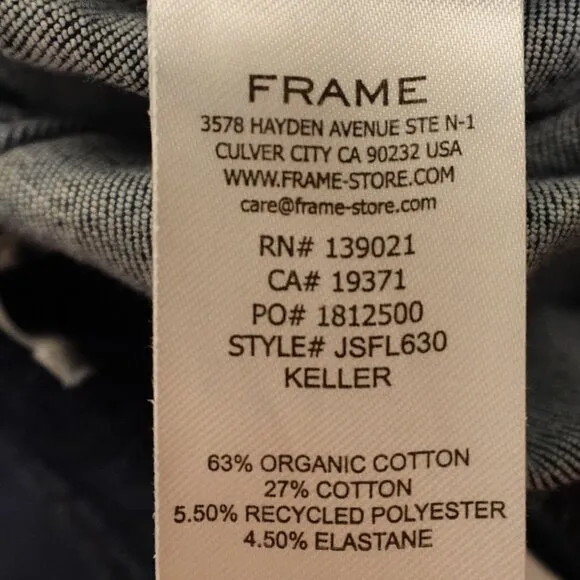 FRAME
3578 HAYDEN AVENUE STE N-1
CULVER CITY CA 90232 USA
WWW.FRAME-STORE.COM
care@frame-store.com
RN# 139021
CA# 19371
PO# 1812500
STYLE# JSFL630
KELLER
63% ORGANIC COTTON
27% COTTON
5.50% RECYCLED POLYESTER
4.50% ELASTANE